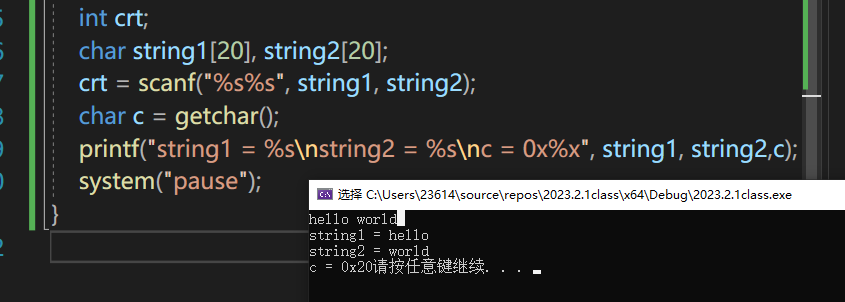 5
int crt;
6
char string1[20], string2[20];
7
crt = scanf("%s%s", string1, string2);
8
char c = getchar();
9
printf("string1 = %s\nstring2 = %s\nc = 0x%x", string1, string2,c);
0
system("pause");
}
2
选择 C:\Users\23614\source\repos\2023.2.1class\x64\Debug\2023.2.1class.exe
hello world
string1 = hello
string2 = world
c = 0x20请按任意键继续. . .